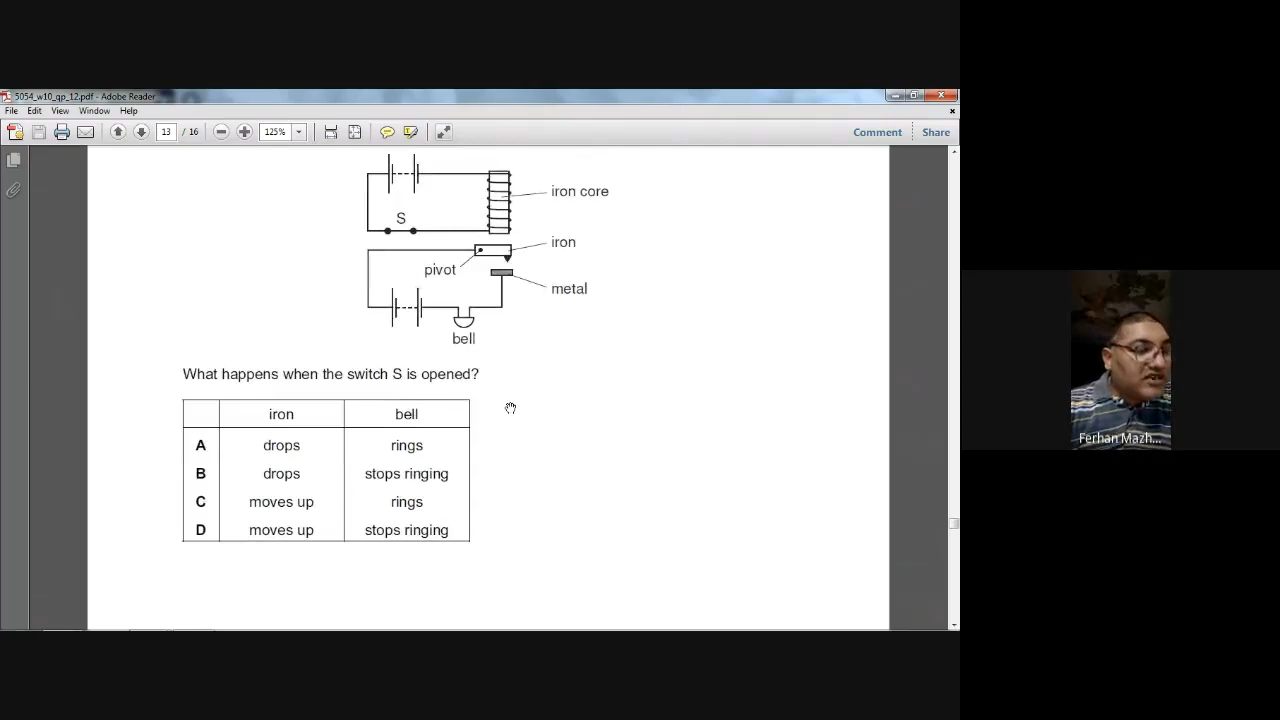 5054_w10_qp_12.pdf - Adobe Reader
File Edit View Window Help
13 / 16 125% Comment Share
iron core
S
iron
pivot
metal
bell
What happens when the switch S is opened?
iron bell
A drops rings
B drops stops ringing
C moves up rings
D moves up stops ringing
Ferhan Mazh...